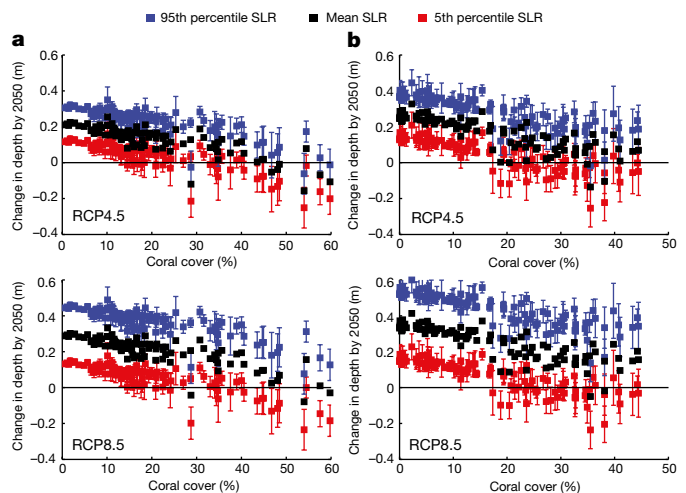 95th percentile SLR Mean SLR 5th percentile SLR
a
b
Change in depth by 2050 (m)
0.6
0.4
0.2
0
−0.2
−0.4
RCP4.5
0 10 20 30 40 50 60
Coral cover (%)
Change in depth by 2050 (m)
0.6
0.4
0.2
0
−0.2
−0.4
RCP4.5
0 10 20 30 40 50
Coral cover (%)
Change in depth by 2050 (m)
0.6
0.4
0.2
0
−0.2
−0.4
RCP8.5
0 10 20 30 40 50 60
Coral cover (%)
Change in depth by 2050 (m)
0.6
0.4
0.2
0
−0.2
−0.4
RCP8.5
0 10 20 30 40 50
Coral cover (%)